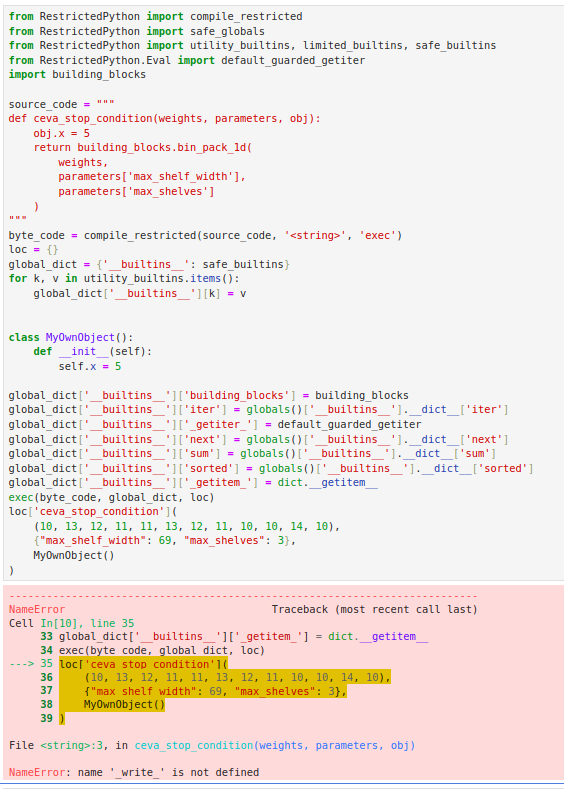 from RestrictedPython import compile_restricted
from RestrictedPython import safe_globals
from RestrictedPython import utility_builtins, limited_builtins, safe_builtins
from RestrictedPython.Eval import default_guarded_getiter
import building_blocks

source_code = """
def ceva_stop_condition(weights, parameters, obj):
    obj.x = 5
    return building_blocks.bin_pack_1d(
        weights,
        parameters['max_shelf_width'],
        parameters['max_shelves']
    )
"""
byte_code = compile_restricted(source_code, '<string>', 'exec')
loc = {}
global_dict = {'__builtins__': safe_builtins}
for k, v in utility_builtins.items():
    global_dict['__builtins__'][k] = v

class MyOwnObject():
    def __init__(self):
        self.x = 5

global_dict['__builtins__']['building_blocks'] = building_blocks
global_dict['__builtins__']['iter'] = globals()['__builtins__'].__dict__['iter']
global_dict['__builtins__']['_getiter_'] = default_guarded_getiter
global_dict['__builtins__']['next'] = globals()['__builtins__'].__dict__['next']
global_dict['__builtins__']['sum'] = globals()['__builtins__'].__dict__['sum']
global_dict['__builtins__']['sorted'] = globals()['__builtins__'].__dict__['sorted']
global_dict['__builtins__']['_getitem_'] = dict.__getitem__
exec(byte_code, global_dict, loc)
loc['ceva_stop_condition'](
    (10, 13, 12, 11, 11, 13, 12, 11, 10, 10, 14, 10),
    {"max_shelf_width": 69, "max_shelves": 3},
    MyOwnObject()
)
---------------------------------------------------------------------------
NameError                                 Traceback (most recent call last)
Cell In[10], line 35
     33 global_dict['__builtins__']['_getitem_'] = dict.__getitem__
     34 exec(byte_code, global_dict, loc)
---> 35 loc['ceva_stop_condition'](
     36     (10, 13, 12, 11, 11, 13, 12, 11, 10, 10, 14, 10),
     37     {"max_shelf_width": 69, "max_shelves": 3},
     38     MyOwnObject()
     39 )

File <string>:3, in ceva_stop_condition(weights, parameters, obj)

NameError: name '_write_' is not defined